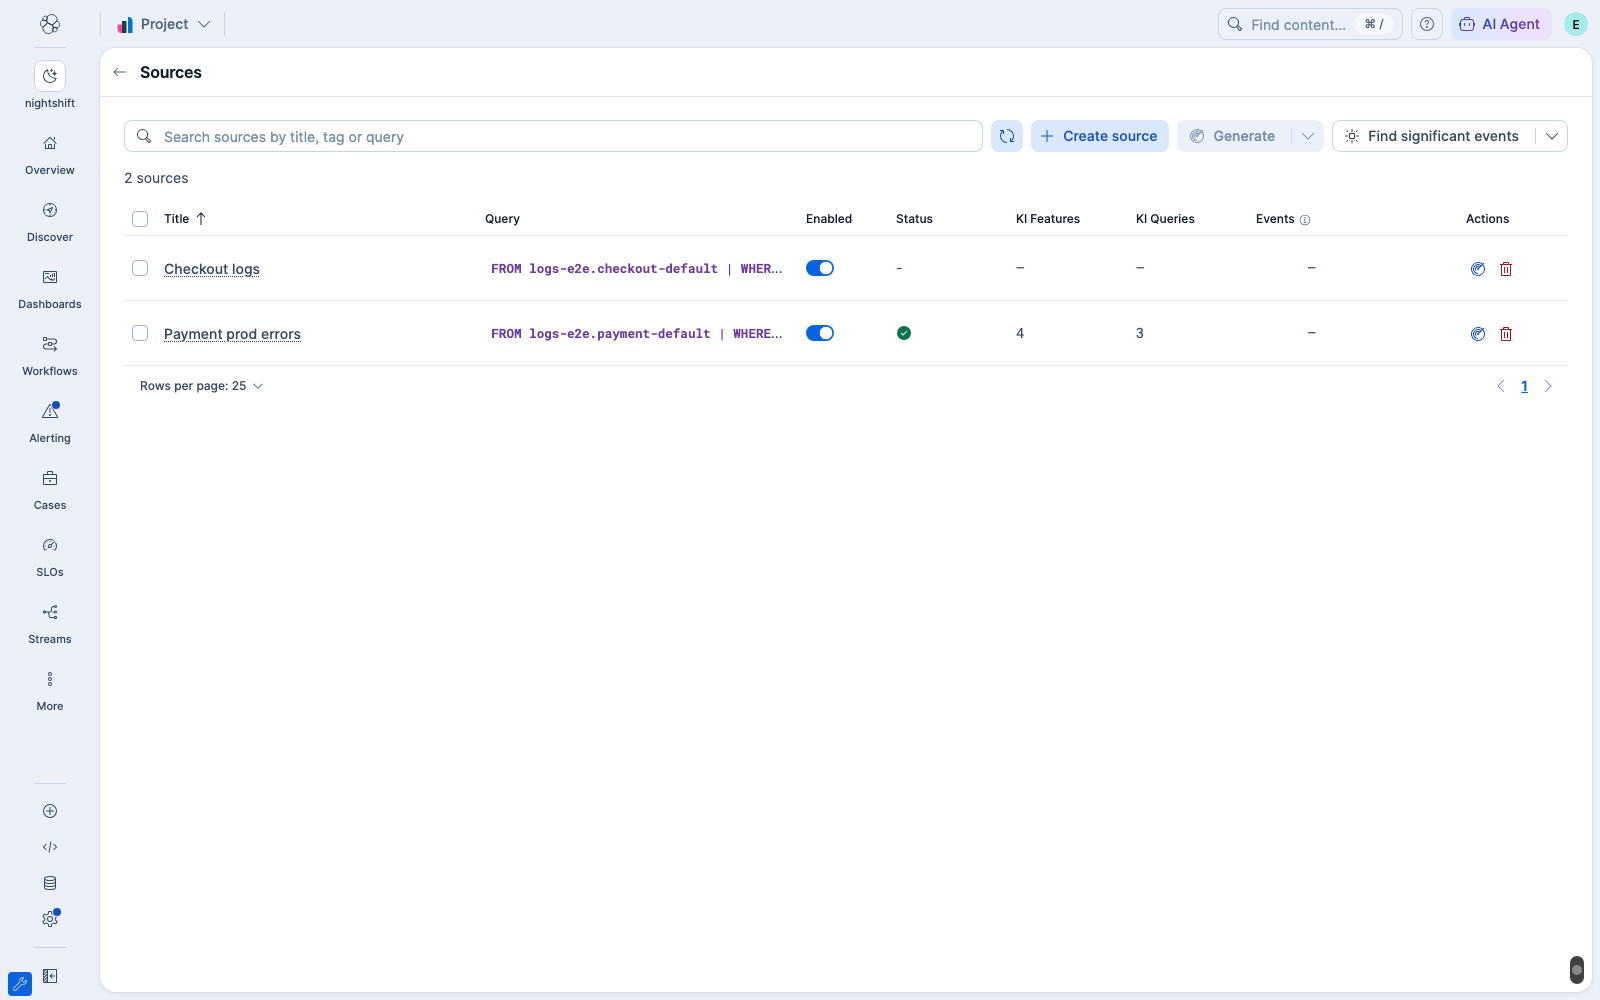 Project
Find content...
⌘ /
AI Agent
E
nightshift
Overview
Discover
Dashboards
Workflows
Alerting
Cases
SLOs
Streams
More
Sources
Search sources by title, tag or query
Create source
Generate
Find significant events
2 sources
Title
Query
Enabled
Status
KI Features
KI Queries
Events
Actions
Checkout logs
FROM logs-e2e.checkout-default | WHER...
-
—
—
—
Payment prod errors
FROM logs-e2e.payment-default | WHERE...
4
3
—
Rows per page: 25
1